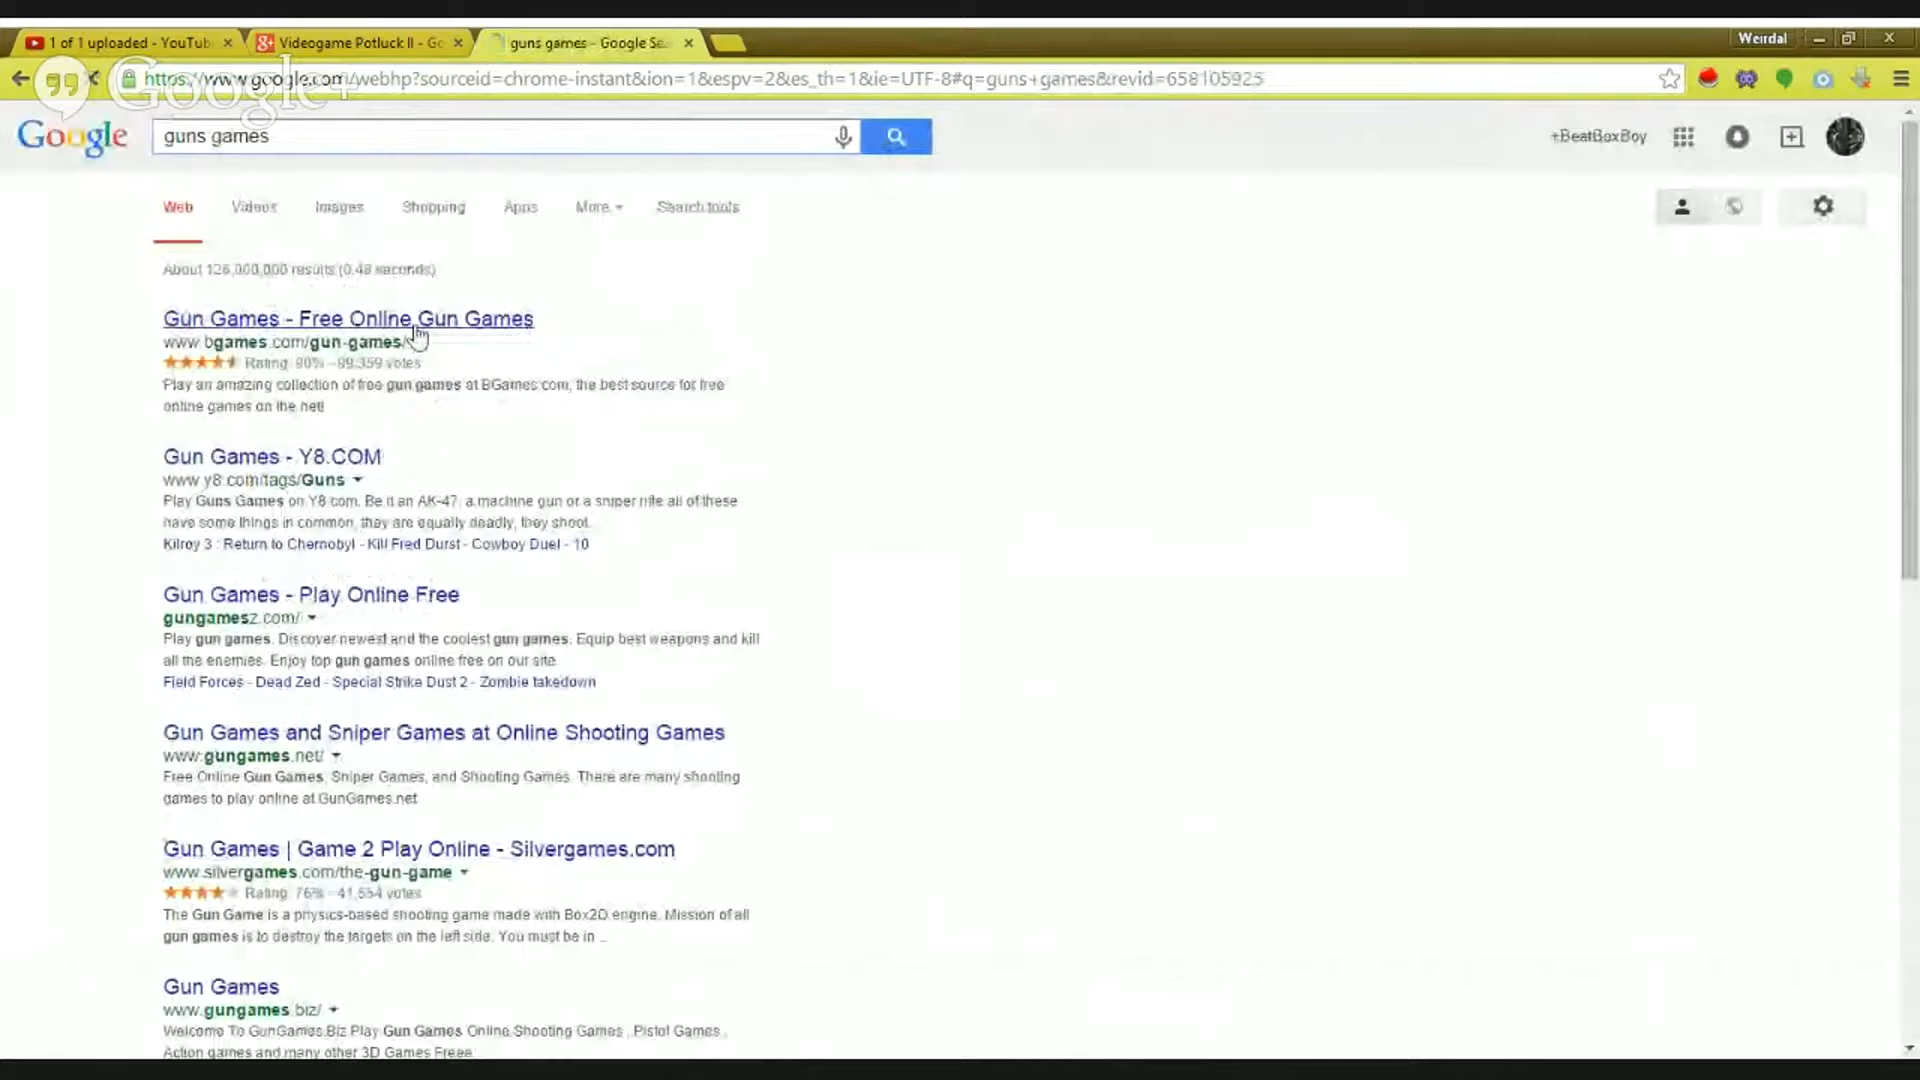 1 of 1 uploaded - YouTub
Videogame Potluck II - Go
guns games - Google Se
Weirdal
https://www.google.com/webhp?sourceid=chrome-instant&ion=1&espv=2&es_th=1&ie=UTF-8#q=guns+games&revid=658105925
Google+
Google
guns games
+BeatBoxBoy
Web
Videos
Images
Shopping
Apps
More
Search tools
About 126,000,000 results (0.48 seconds)
Gun Games - Free Online Gun Games
www.bgames.com/gun-games/
Rating: 90% - 99,359 votes
Play an amazing collection of free gun games at BGames.com, the best source for free
online games on the net!
Gun Games - Y8.COM
www.y8.com/tags/Guns
Play Guns Games on Y8.com. Be it an AK-47, a machine gun or a sniper rifle all of these
have some things in common, they are equally deadly, they shoot.
Kilroy 3 : Return to Chernobyl - Kill Fred Durst - Cowboy Duel - 10
Gun Games - Play Online Free
gungamesz.com/
Play gun games. Discover newest and the coolest gun games. Equip best weapons and kill
all the enemies. Enjoy top gun games online free on our site.
Field Forces - Dead Zed - Special Strike Dust 2 - Zombie takedown
Gun Games and Sniper Games at Online Shooting Games
www.gungames.net/
Free Online Gun Games, Sniper Games, and Shooting Games. There are many shooting
games to play online at GunGames.net
Gun Games | Game 2 Play Online - Silvergames.com
www.silvergames.com/the-gun-game
Rating: 76% - 41,554 votes
The Gun Game is a physics-based shooting game made with Box2D engine. Mission of all
gun games is to destroy the targets on the left side. You must be in ...
Gun Games
www.gungames.biz/
Welcome To GunGames.Biz Play Gun Games Online,Shooting Games , Pistol Games ,
Action games and many other 3D Games Freee.